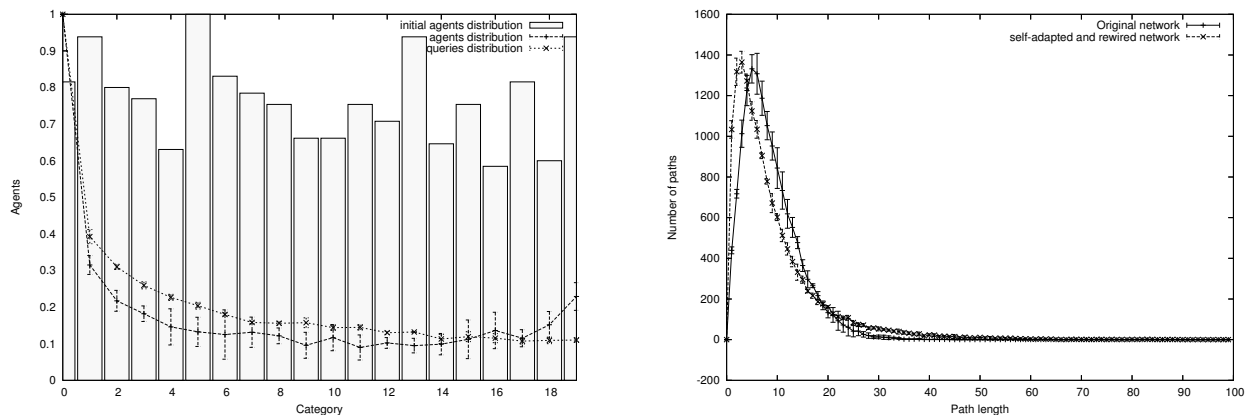 1
0.9
0.8
0.7
0.6
0.5
0.4
0.3
0.2
0.1
0
Agents
0 2 4 6 8 10 12 14 16 18
Category
initial agents distribution
agents distribution
queries distribution
1600
1400
1200
1000
800
600
400
200
0
-200
Number of paths
0 10 20 30 40 50 60 70 80 90 100
Path length
Original network
self-adapted and rewired network